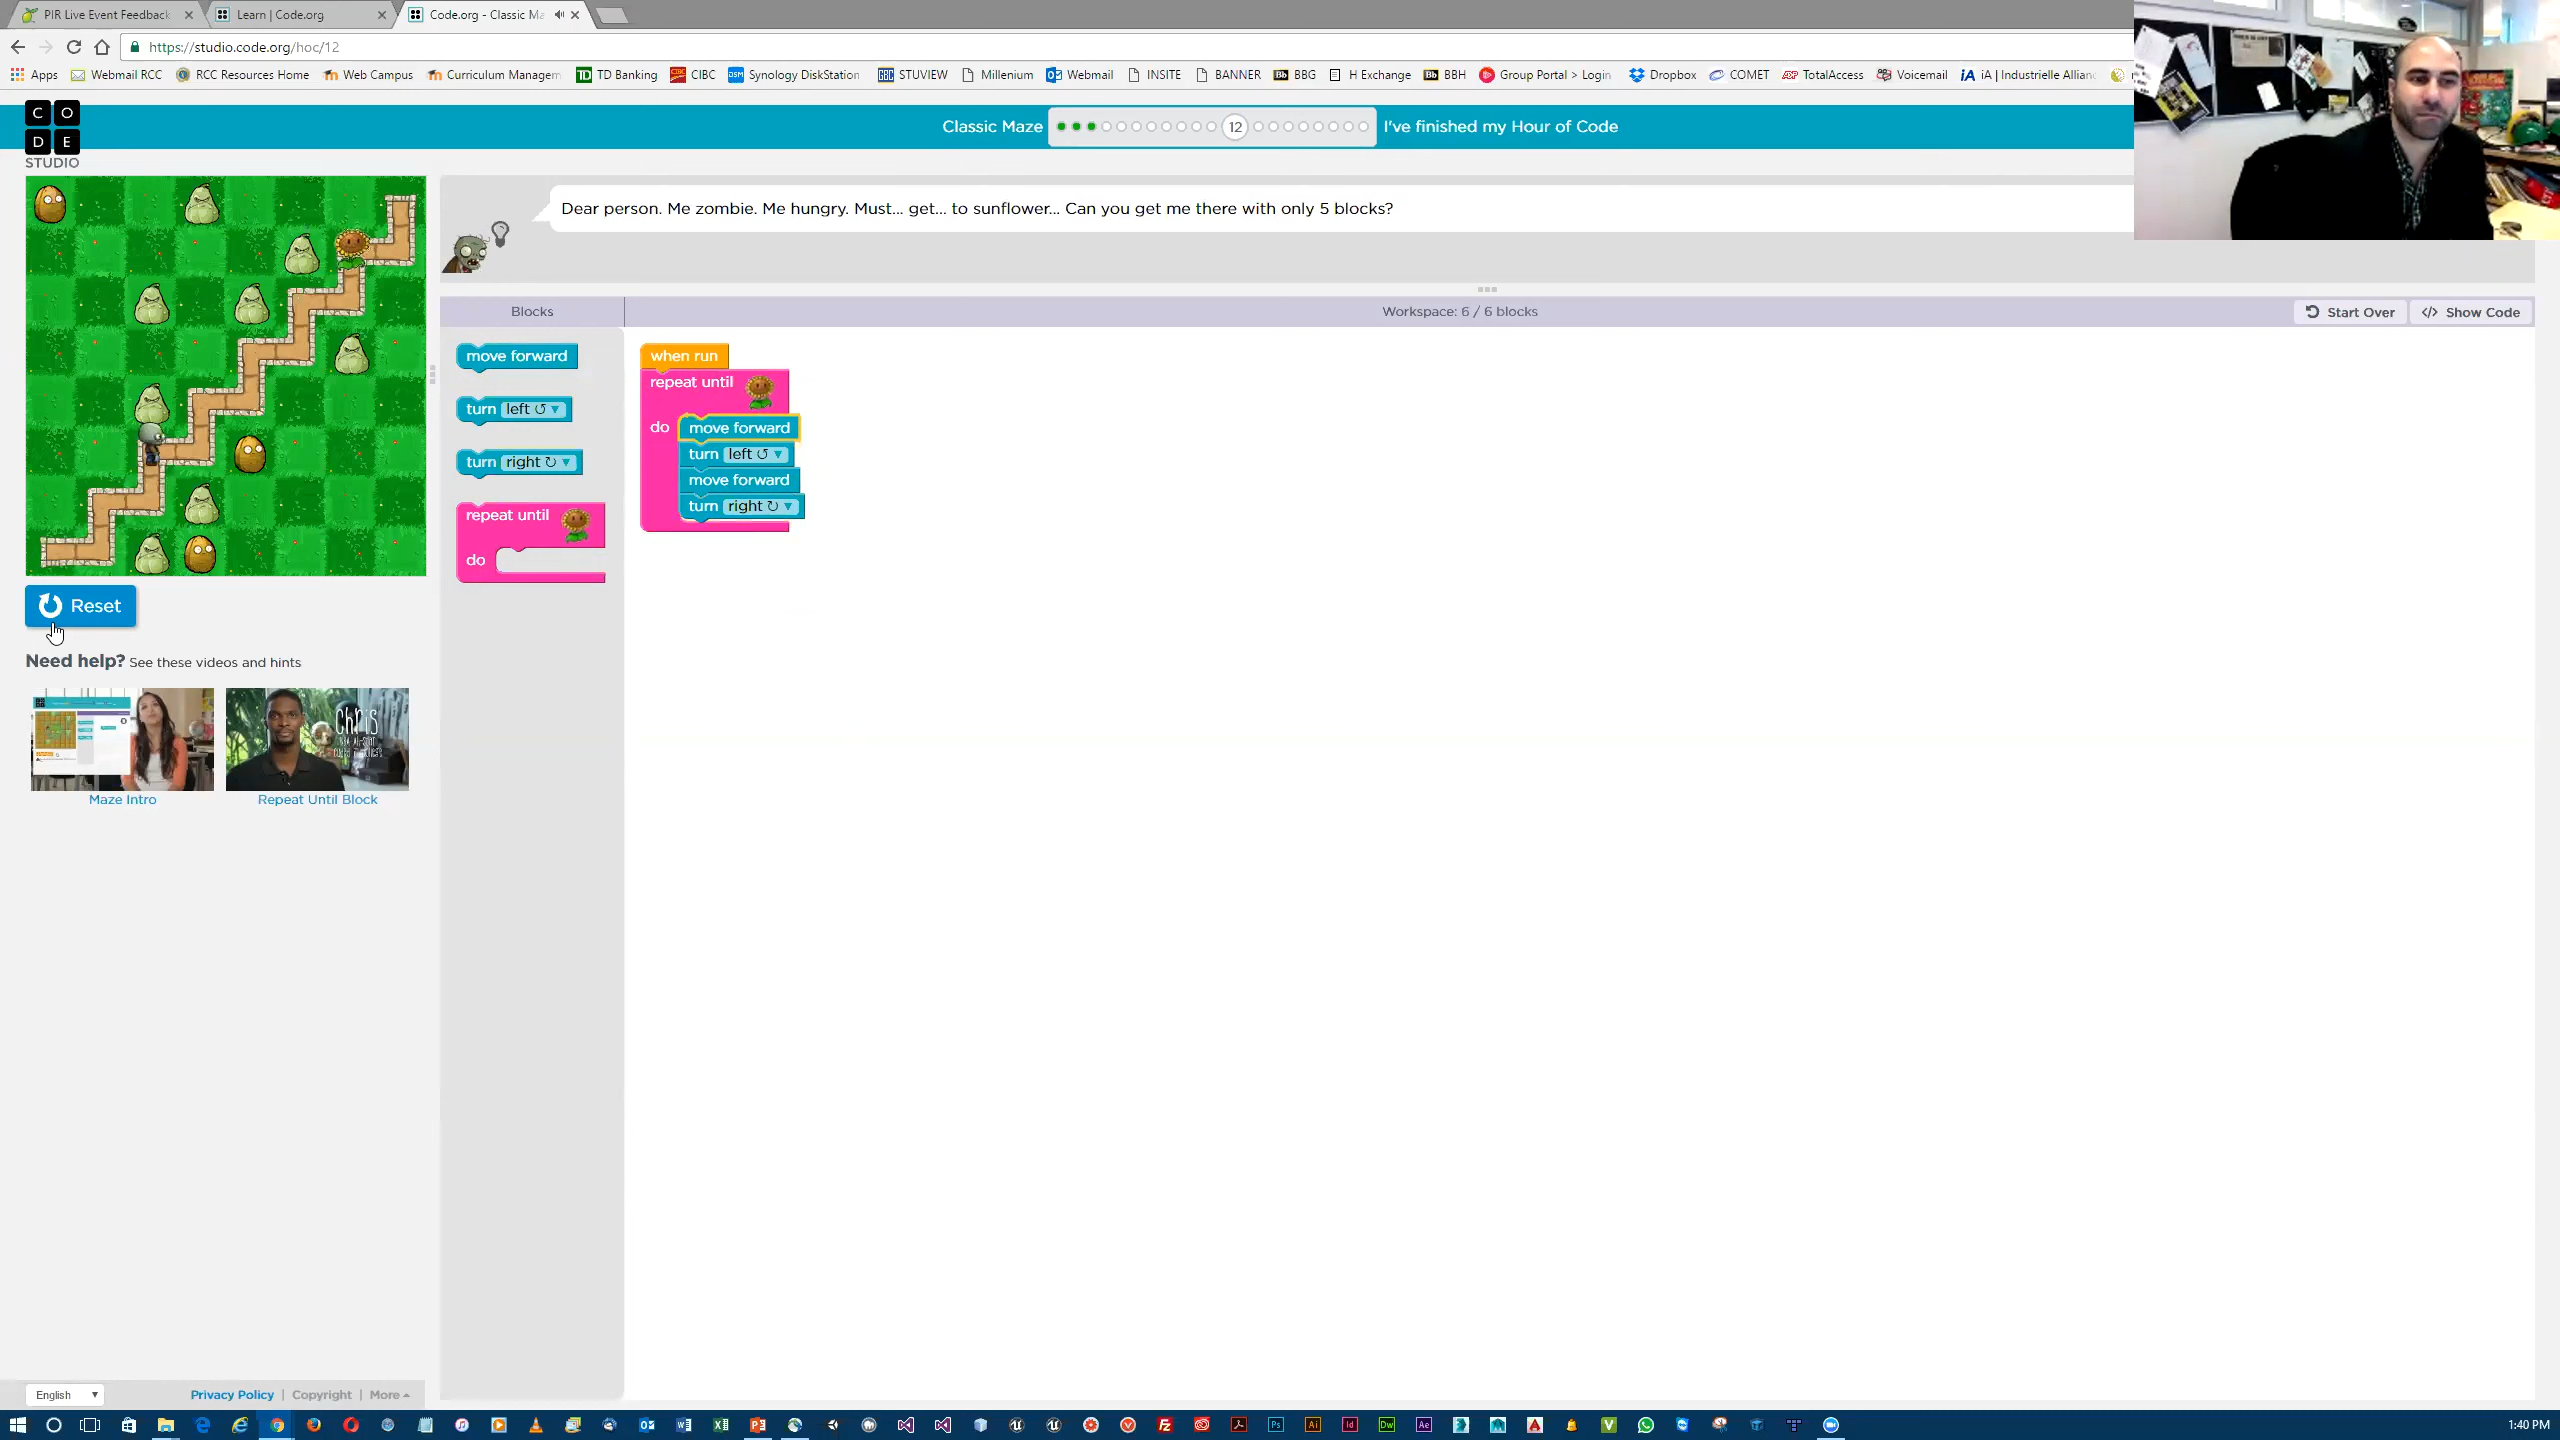 PIR Live Event Feedback
Learn | Code.org
Code.org - Classic Ma
https://studio.code.org/hoc/12
Apps
Webmail RCC
RCC Resources Home
Web Campus
Curriculum Managem
TD Banking
CIBC
Synology DiskStation
STUVIEW
Millenium
Webmail
INSITE
BANNER
BBG
H Exchange
BBH
Group Portal > Login
Dropbox
COMET
TotalAccess
Voicemail
iA | Industrielle Allianc
C O
D E
STUDIO
Classic Maze
12
I've finished my Hour of Code
Dear person. Me zombie. Me hungry. Must... get... to sunflower... Can you get me there with only 5 blocks?
Blocks
Workspace: 6 / 6 blocks
Start Over
Show Code
move forward
turn left
turn right
repeat until
do
when run
repeat until
do
move forward
turn left
move forward
turn right
Reset
Need help? See these videos and hints
Chris
Maze Intro
Repeat Until Block
English
Privacy Policy | Copyright | More
1:40 PM